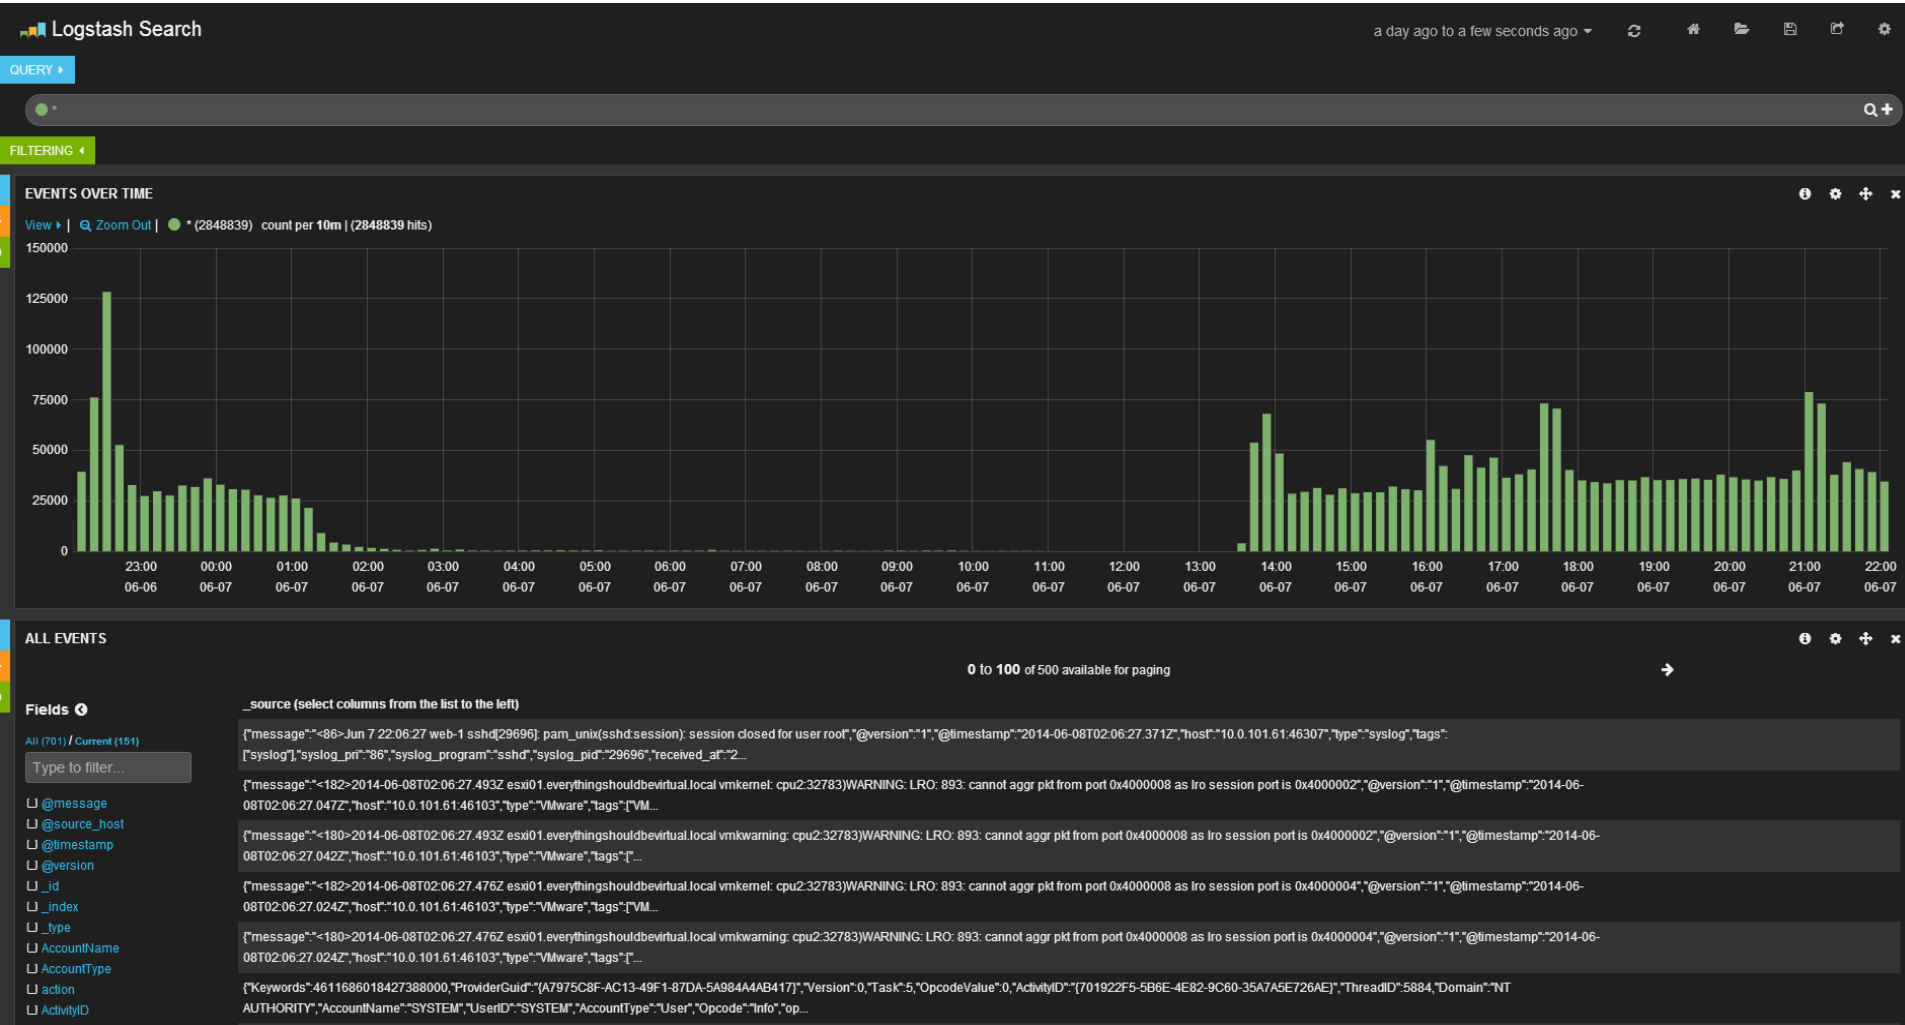 Logstash Search
a day ago to a few seconds ago
QUERY
*
FILTERING
EVENTS OVER TIME
View | Zoom Out | * (2848839) count per 10m | (2848839 hits)
150000
125000
100000
75000
50000
25000
0
23:00 00:00 01:00 02:00 03:00 04:00 05:00 06:00 07:00 08:00 09:00 10:00 11:00 12:00 13:00 14:00 15:00 16:00 17:00 18:00 19:00 20:00 21:00 22:00
06-06 06-07 06-07 06-07 06-07 06-07 06-07 06-07 06-07 06-07 06-07 06-07 06-07 06-07 06-07 06-07 06-07 06-07 06-07 06-07 06-07 06-07 06-07 06-07
ALL EVENTS
0 to 100 of 500 available for paging
Fields
All (701) / Current (151)
Type to filter...
@message
@source_host
@timestamp
@version
_id
_index
_type
AccountName
AccountType
action
ActivityID
_source (select columns from the list to the left)
{"message":"<86>Jun 7 22:06:27 web-1 sshd[29696]: pam_unix(sshd:session): session closed for user root","@version":"1","@timestamp":"2014-06-08T02:06:27.371Z","host":"10.0.101.61:46307","type":"syslog","tags":
["syslog"],"syslog_pri":"86","syslog_program":"sshd","syslog_pid":"29696","received_at":"2...
{"message":"<182>2014-06-08T02:06:27.493Z esxi01.everythingshouldbevirtual.local vmkernel: cpu2:32783)WARNING: LRO: 893: cannot aggr pkt from port 0x4000008 as lro session port is 0x4000002","@version":"1","@timestamp":"2014-06-
08T02:06:27.047Z","host":"10.0.101.61:46103","type":"VMware","tags":["VM...
{"message":"<180>2014-06-08T02:06:27.493Z esxi01.everythingshouldbevirtual.local vmkwarning: cpu2:32783)WARNING: LRO: 893: cannot aggr pkt from port 0x4000008 as lro session port is 0x4000002","@version":"1","@timestamp":"2014-06-
08T02:06:27.042Z","host":"10.0.101.61:46103","type":"VMware","tags":["...
{"message":"<182>2014-06-08T02:06:27.476Z esxi01.everythingshouldbevirtual.local vmkernel: cpu2:32783)WARNING: LRO: 893: cannot aggr pkt from port 0x4000008 as lro session port is 0x4000004","@version":"1","@timestamp":"2014-06-
08T02:06:27.024Z","host":"10.0.101.61:46103","type":"VMware","tags":["VM...
{"message":"<180>2014-06-08T02:06:27.476Z esxi01.everythingshouldbevirtual.local vmkwarning: cpu2:32783)WARNING: LRO: 893: cannot aggr pkt from port 0x4000008 as lro session port is 0x4000004","@version":"1","@timestamp":"2014-06-
08T02:06:27.024Z","host":"10.0.101.61:46103","type":"VMware","tags":["...
{"Keywords":4611686018427388000,"ProviderGuid":"{A7975C8F-AC13-49F1-87DA-5A984A4AB417}","Version":0,"Task":5,"OpcodeValue":0,"ActivityID":"{701922F5-5B6E-4E82-9C60-35A7A5E726AE}","ThreadID":5884,"Domain":"NT
AUTHORITY","AccountName":"SYSTEM","UserID":"SYSTEM","AccountType":"User","Opcode":"Info","op...